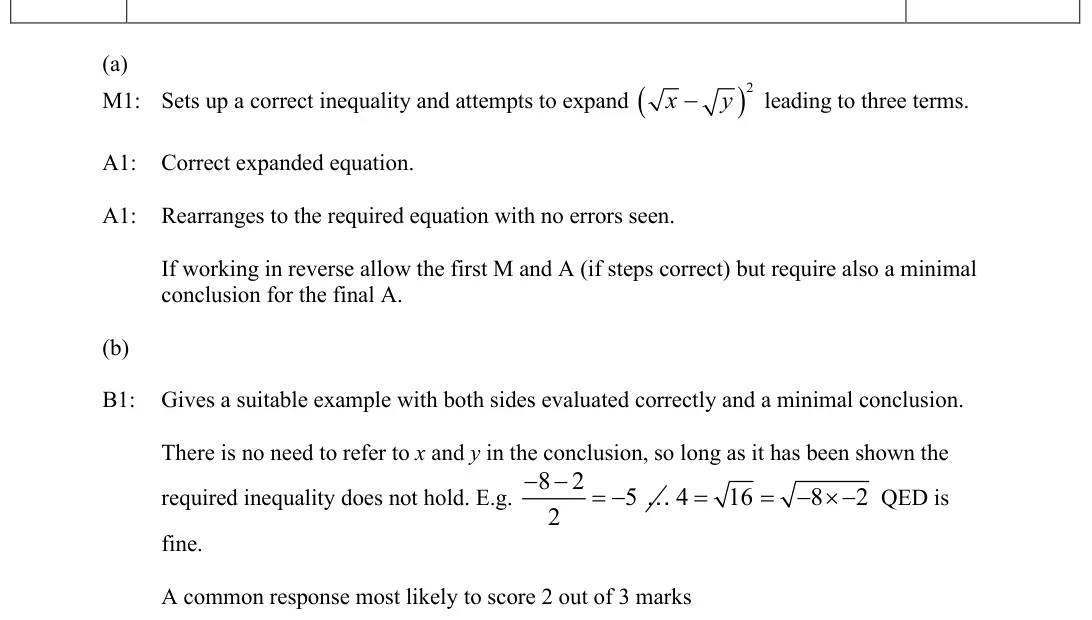 (a)
M1: Sets up a correct inequality and attempts to expand (√x − √y)² leading to three terms.
A1: Correct expanded equation.
A1: Rearranges to the required equation with no errors seen.
If working in reverse allow the first M and A (if steps correct) but require also a minimal
conclusion for the final A.
(b)
B1: Gives a suitable example with both sides evaluated correctly and a minimal conclusion.
There is no need to refer to x and y in the conclusion, so long as it has been shown the
required inequality does not hold. E.g. (−8 − 2)/2 = −5 ... 4 = √16 = √(−8×−2) QED is
fine.
A common response most likely to score 2 out of 3 marks